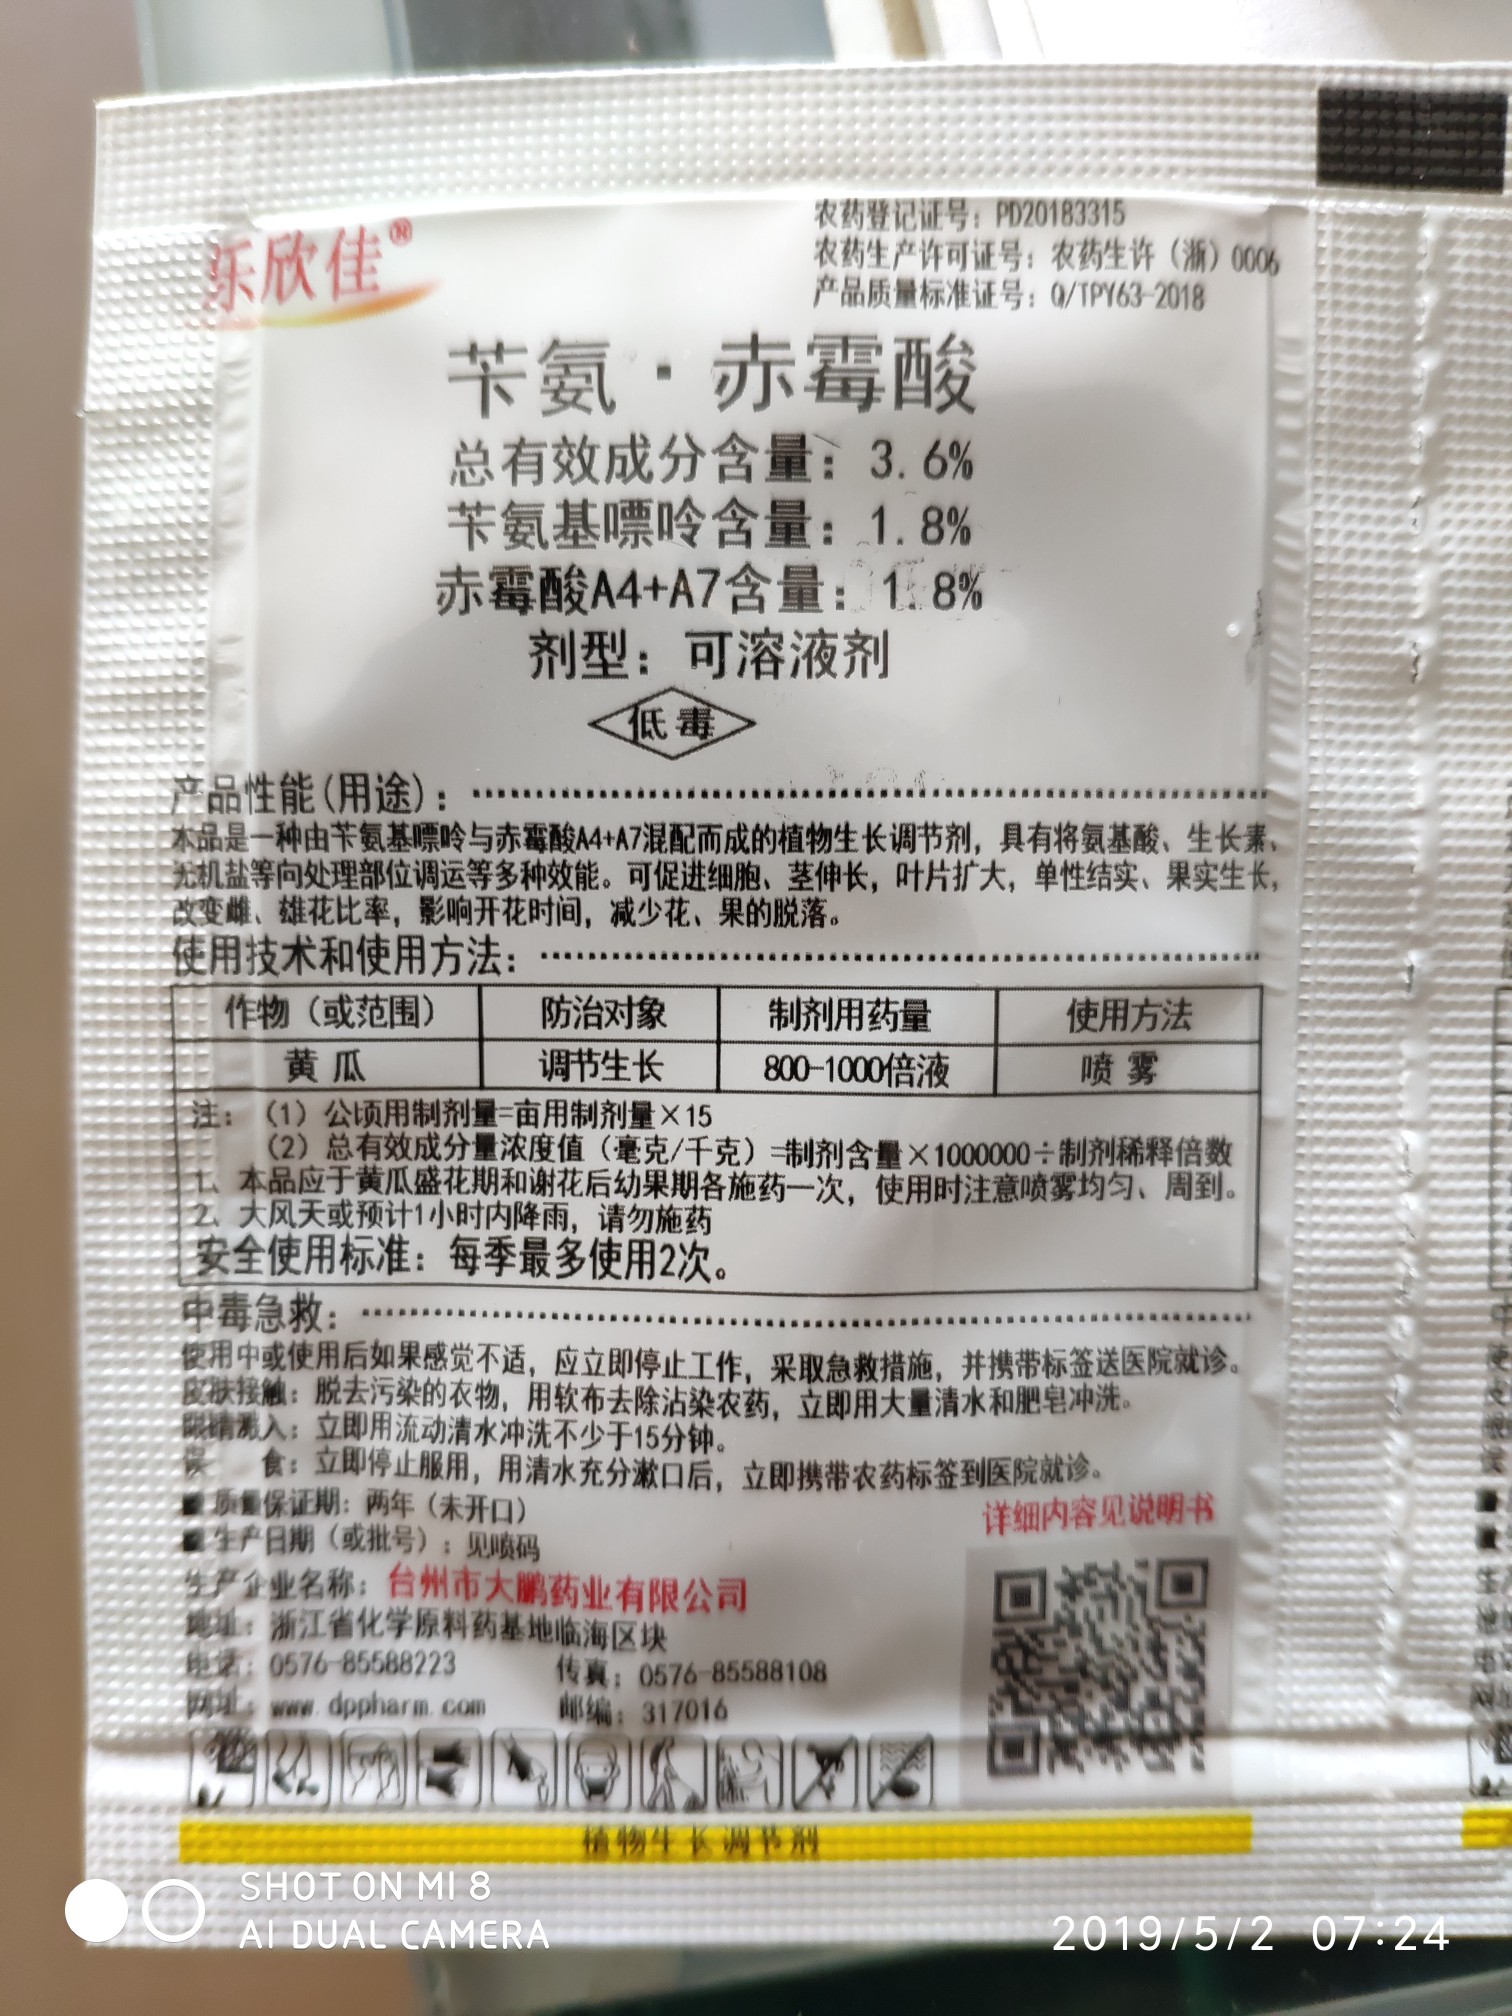 乐欣佳®
农药登记证号：PD20183315
农药生产许可证号：农药生许（浙）0006
产品质量标准证号：Q/TPY63-2018
苄氨·赤霉酸
总有效成分含量：3.6%
苄氨基嘌呤含量：1.8%
赤霉酸A4+A7含量：1.8%
剂型：可溶液剂
低毒
产品性能(用途)：
本品是一种由苄氨基嘌呤与赤霉酸A4+A7混配而成的植物生长调节剂，具有将氨基酸、生长素、
无机盐等向处理部位调运等多种效能。可促进细胞、茎伸长，叶片扩大，单性结实、果实生长，
改变雌、雄花比率，影响开花时间，减少花、果的脱落。
使用技术和使用方法：
作物（或范围） 防治对象 制剂用药量 使用方法
黄瓜 调节生长 800-1000倍液 喷雾
注：（1）公顷用制剂量=亩用制剂量×15
（2）总有效成分量浓度值（毫克/千克）=制剂含量×1000000÷制剂稀释倍数
1、本品应于黄瓜盛花期和谢花后幼果期各施药一次，使用时注意喷雾均匀、周到。
2、大风天或预计1小时内降雨，请勿施药
安全使用标准：每季最多使用2次。
中毒急救：
使用中或使用后如果感觉不适，应立即停止工作，采取急救措施，并携带标签送医院就诊。
皮肤接触：脱去污染的衣物，用软布去除沾染农药，立即用大量清水和肥皂冲洗。
眼睛溅入：立即用流动清水冲洗不少于15分钟。
误食：立即停止服用，用清水充分漱口后，立即携带农药标签到医院就诊。
■质量保证期：两年（未开口）
■生产日期（或批号）：见喷码
详细内容见说明书
生产企业名称：台州市大鹏药业有限公司
地址：浙江省化学原料药基地临海区块
电话：0576-85588223 传真：0576-85588108
网址：www.dppharm.com 邮编：317016
植物生长调节剂
SHOT ON MI 8
AI DUAL CAMERA
2019/5/2 07:24